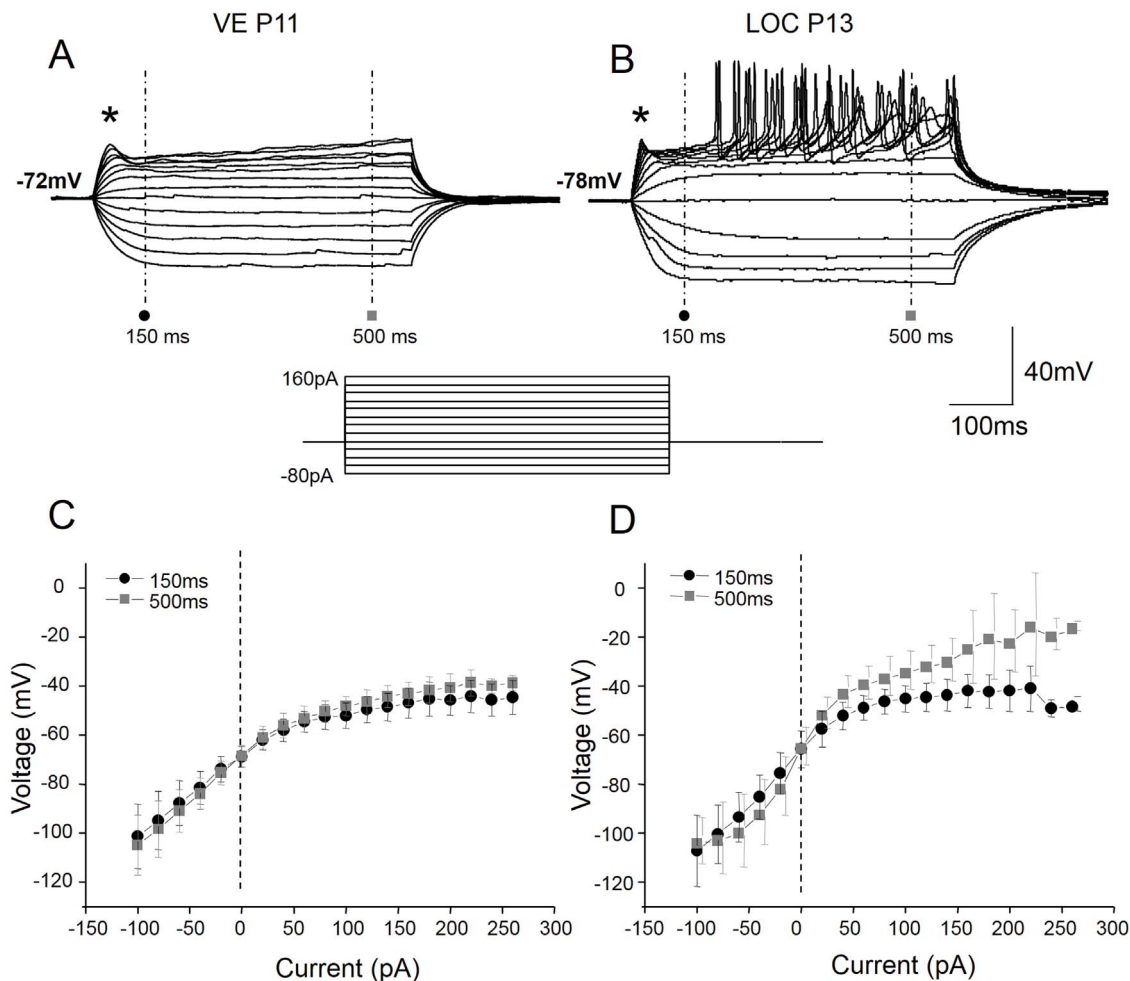 VE P11
LOC P13
A
B
*
*
-72mV
-78mV
150 ms
500 ms
150 ms
500 ms
40mV
100ms
160pA
-80pA
C
D
150ms
500ms
150ms
500ms
0
-20
-40
-60
-80
-100
-120
Voltage (mV)
-150 -100 -50 0 50 100 150 200 250 300
Current (pA)
0
-20
-40
-60
-80
-100
-120
Voltage (mV)
-150 -100 -50 0 50 100 150 200 250 300
Current (pA)